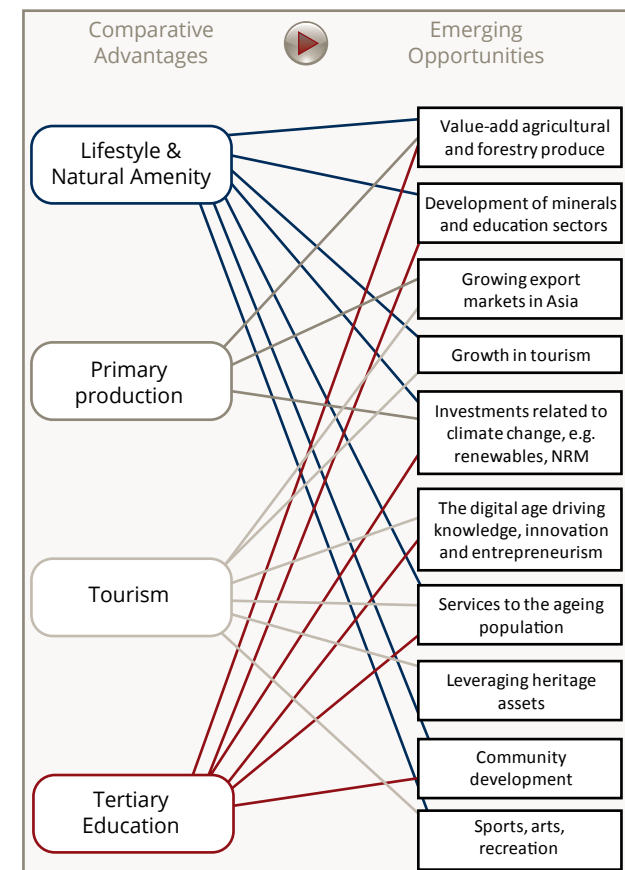 Comparative
Advantages
Emerging
Opportunities
Lifestyle &
Natural Amenity
Primary
production
Tourism
Tertiary
Education
Value-add agricultural
and forestry produce
Development of minerals
and education sectors
Growing export
markets in Asia
Growth in tourism
Investments related to
climate change, e.g.
renewables, NRM
The digital age driving
knowledge, innovation
and entrepreneurism
Services to the ageing
population
Leveraging heritage
assets
Community
development
Sports, arts,
recreation